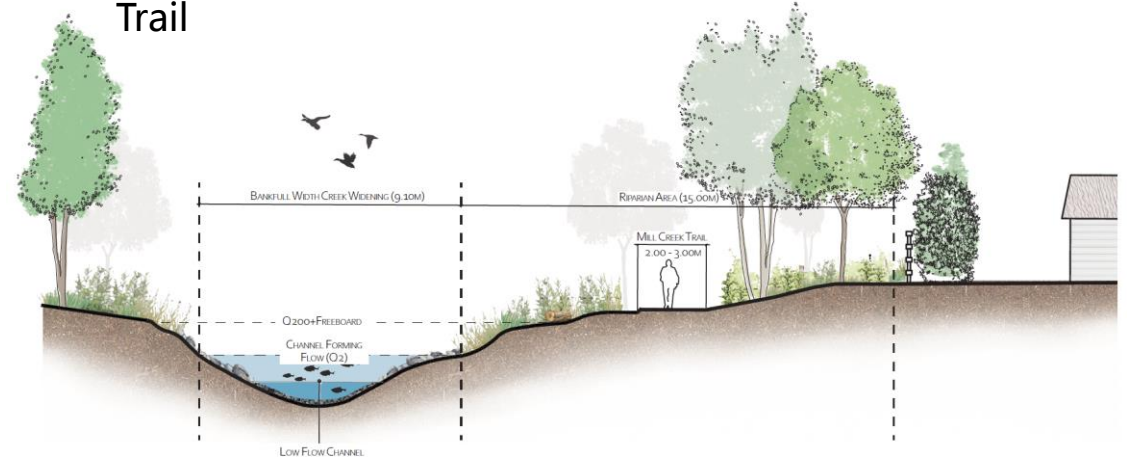 Trail
Bankfull Width Creek Widening (9.10m)
Riparian Area (15.00m)
Mill Creek Trail
2.00 - 3.00m
Q200+Freeboard
Channel Forming
Flow (Q2)
Low Flow Channel